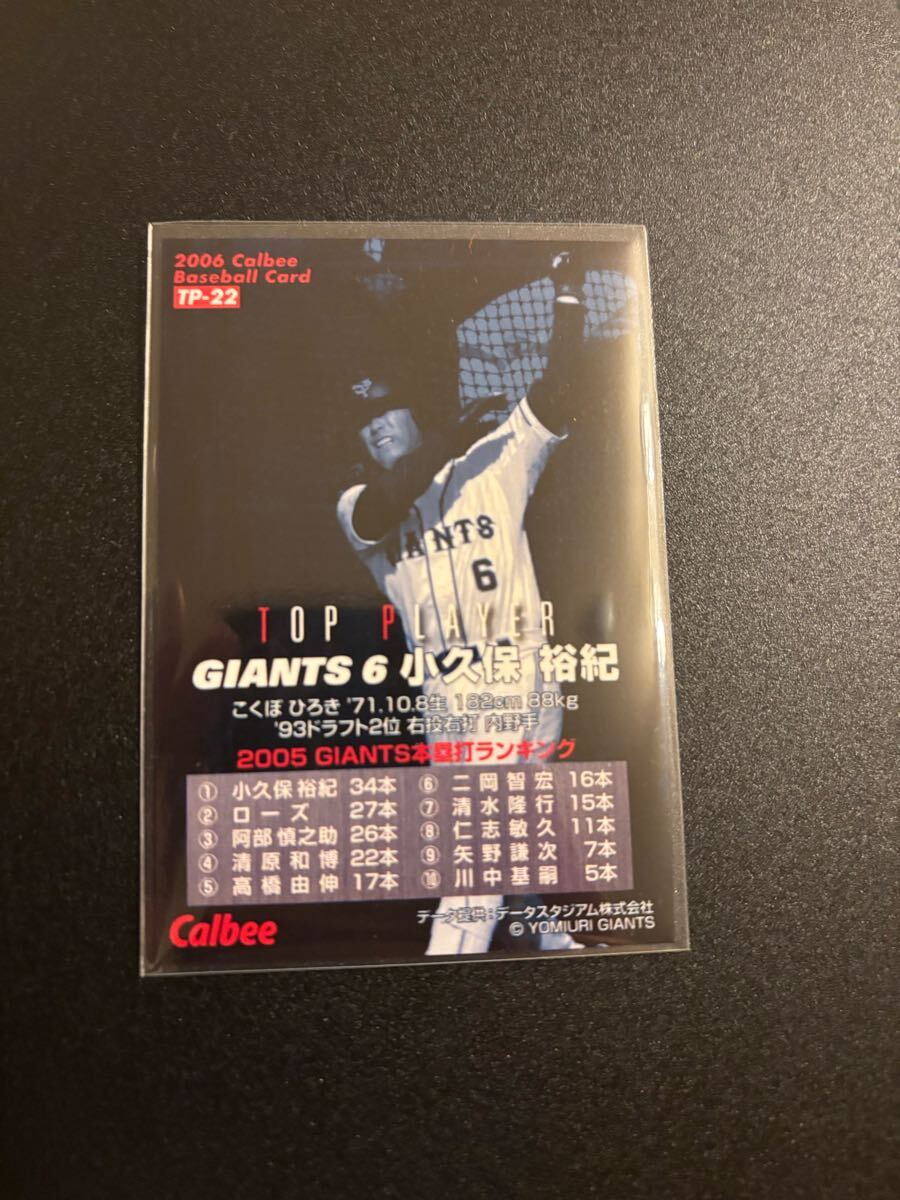 2006 Calbee
Baseball Card
TP-22
GIANTS
6
TOP PLAYER
GIANTS 6 小久保 裕紀
こくぼ ひろき '71.10.8生 182cm 88kg
'93ドラフト2位 右投右打 内野手
2005 GIANTS本塁打ランキング
① 小久保 裕紀 34本
② ローズ 27本
③ 阿部 慎之助 26本
④ 清原和博 22本
⑤ 高橋由伸 17本
⑥ 二岡智宏 16本
⑦ 清水隆行 15本
⑧ 仁志敏久 11本
⑨ 矢野謙次 7本
⑩ 川中基嗣 5本
Calbee
データ提供:データスタジアム株式会社
© YOMIURI GIANTS